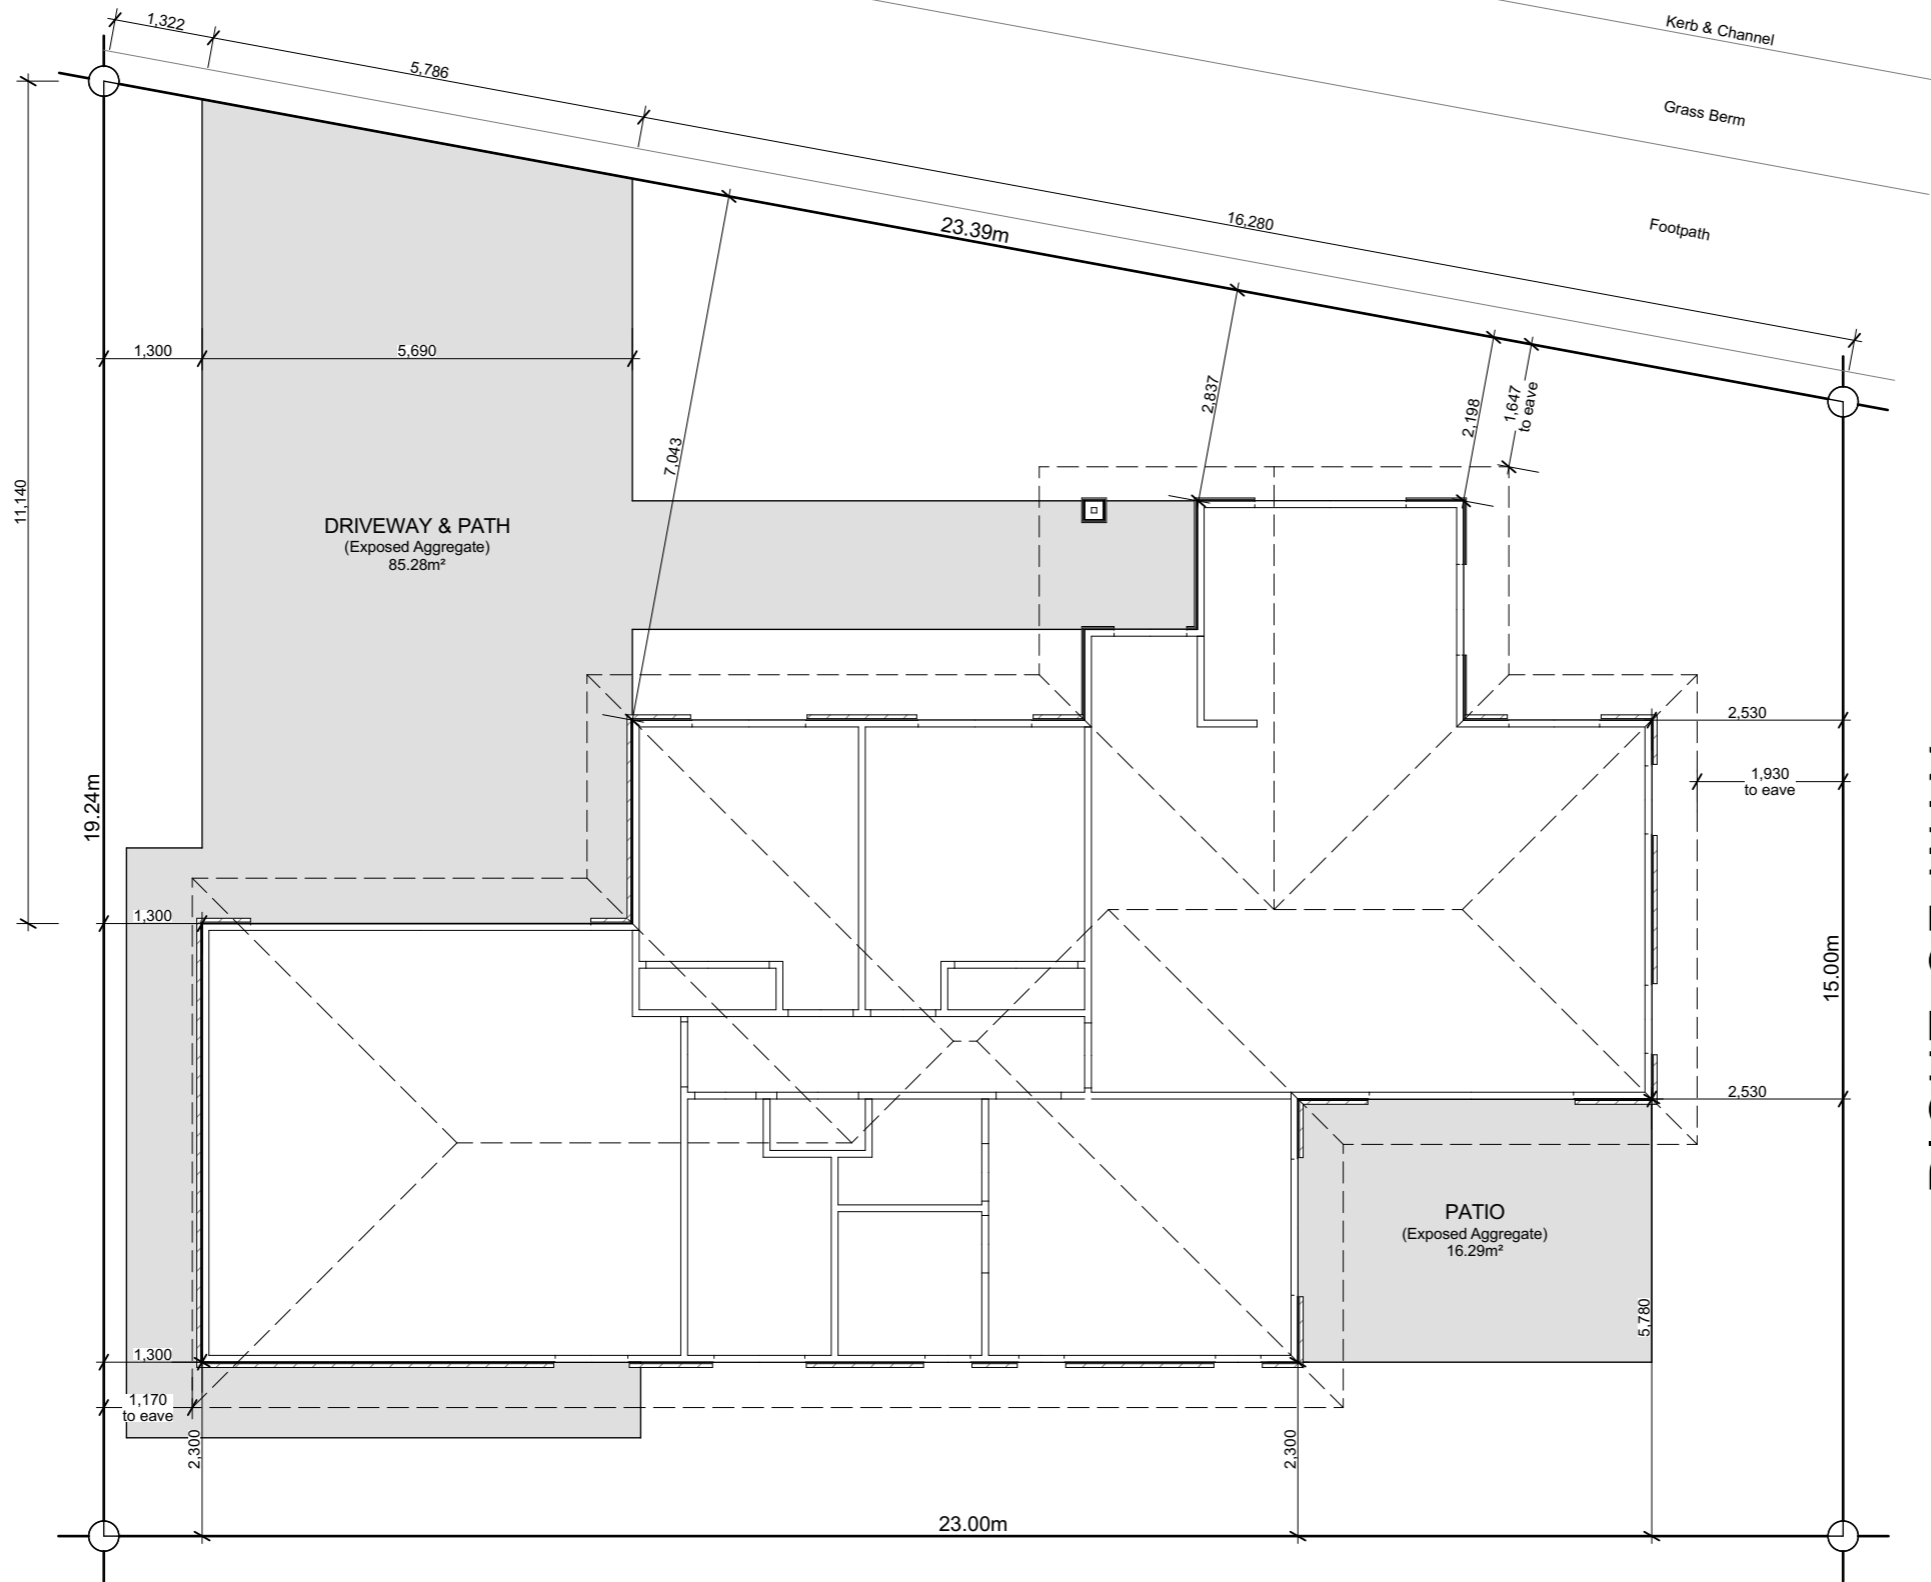 1,322
Kerb & Channel
5,786
Grass Berm
16,280
23.39m
Footpath
1,300
5,690
2,837
2,198
1,647
to eave
7,043
11,140
DRIVEWAY & PATH
(Exposed Aggregate)
85.28m²
2,530
1,930
to eave
19.24m
1,300
15.00m
2,530
PATIO
(Exposed Aggregate)
16.29m²
5,780
1,300
1,170
to eave
2,300
2,300
23.00m